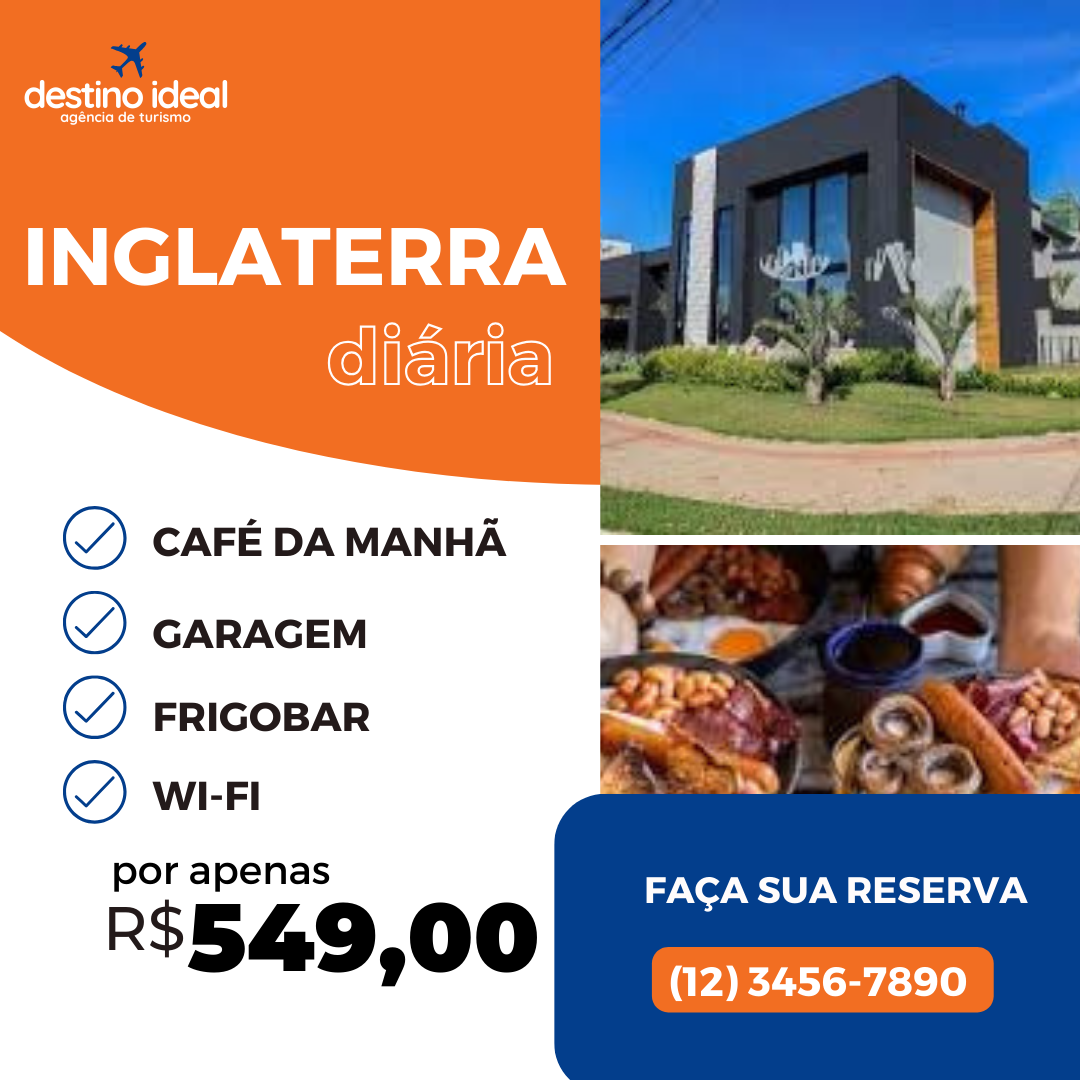 destino ideal
agência de turismo
INGLATERRA
diária
CAFÉ DA MANHÃ
GARAGEM
FRIGOBAR
WI-FI
por apenas
R$549,00
FAÇA SUA RESERVA
(12) 3456-7890